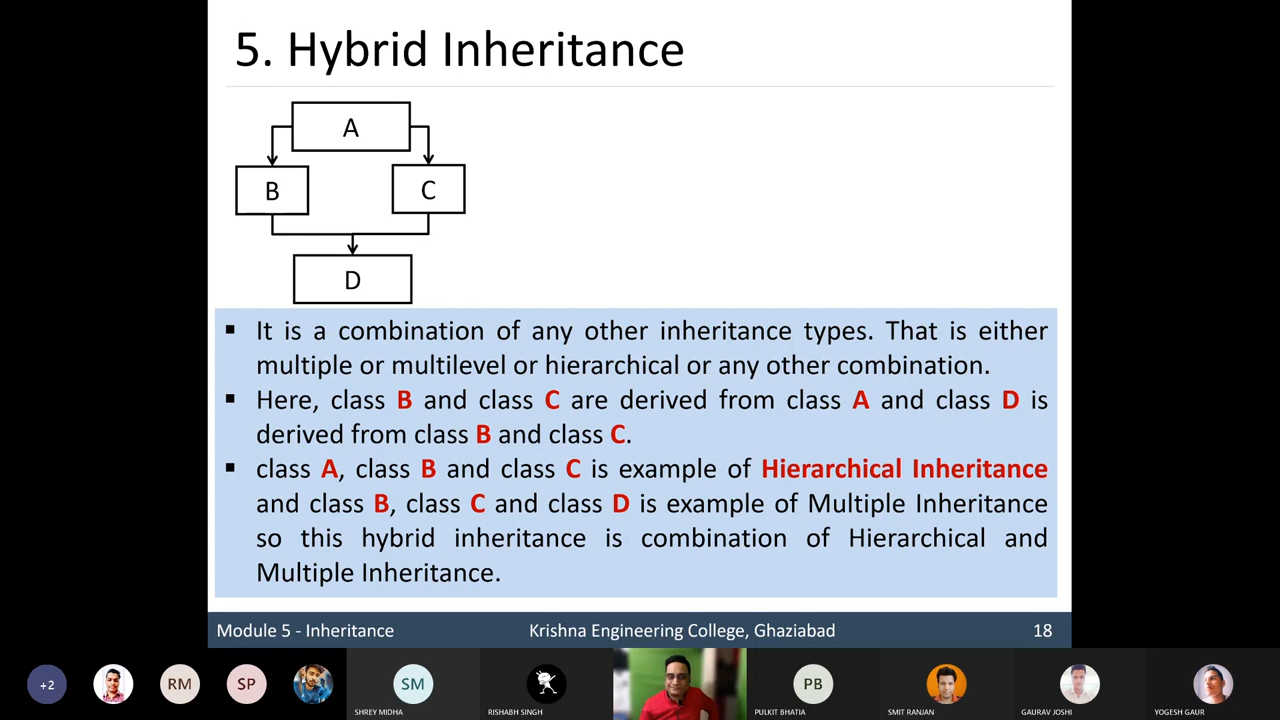 5. Hybrid Inheritance
A
B
C
D
▪ It is a combination of any other inheritance types. That is either
multiple or multilevel or hierarchical or any other combination.
▪ Here, class B and class C are derived from class A and class D is
derived from class B and class C.
▪ class A, class B and class C is example of Hierarchical Inheritance
and class B, class C and class D is example of Multiple Inheritance
so this hybrid inheritance is combination of Hierarchical and
Multiple Inheritance.
Module 5 - Inheritance
Krishna Engineering College, Ghaziabad
18
+2
RM
SP
SM
PB
SHREY MIDHA
RISHABH SINGH
PULKIT BHATIA
SMIT RANJAN
GAURAV JOSHI
YOGESH GAUR